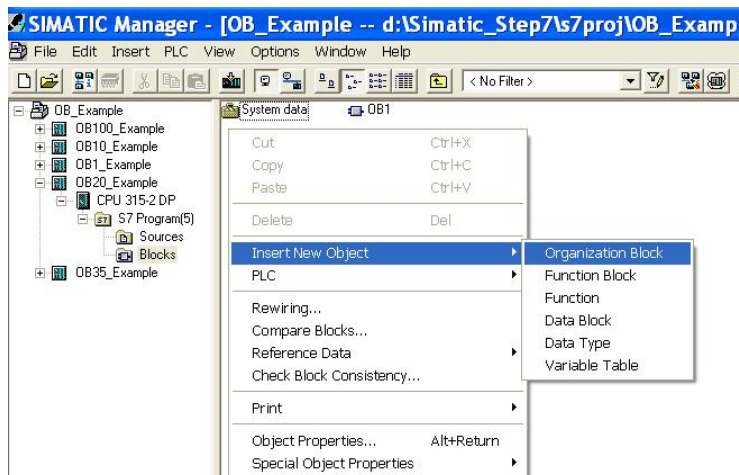 SIMATIC Manager - [OB_Example -- d:\Simatic_Step7\s7proj\OB_Examp
File Edit Insert PLC View Options Window Help
< No Filter >
OB_Example
OB100_Example
OB10_Example
OB1_Example
OB20_Example
CPU 315-2 DP
S7 Program(5)
Sources
Blocks
OB35_Example
System data OB1
Cut Ctrl+X
Copy Ctrl+C
Paste Ctrl+V
Delete Del
Insert New Object
PLC
Rewiring...
Compare Blocks...
Reference Data
Check Block Consistency...
Print
Object Properties... Alt+Return
Special Object Properties
Organization Block
Function Block
Function
Data Block
Data Type
Variable Table